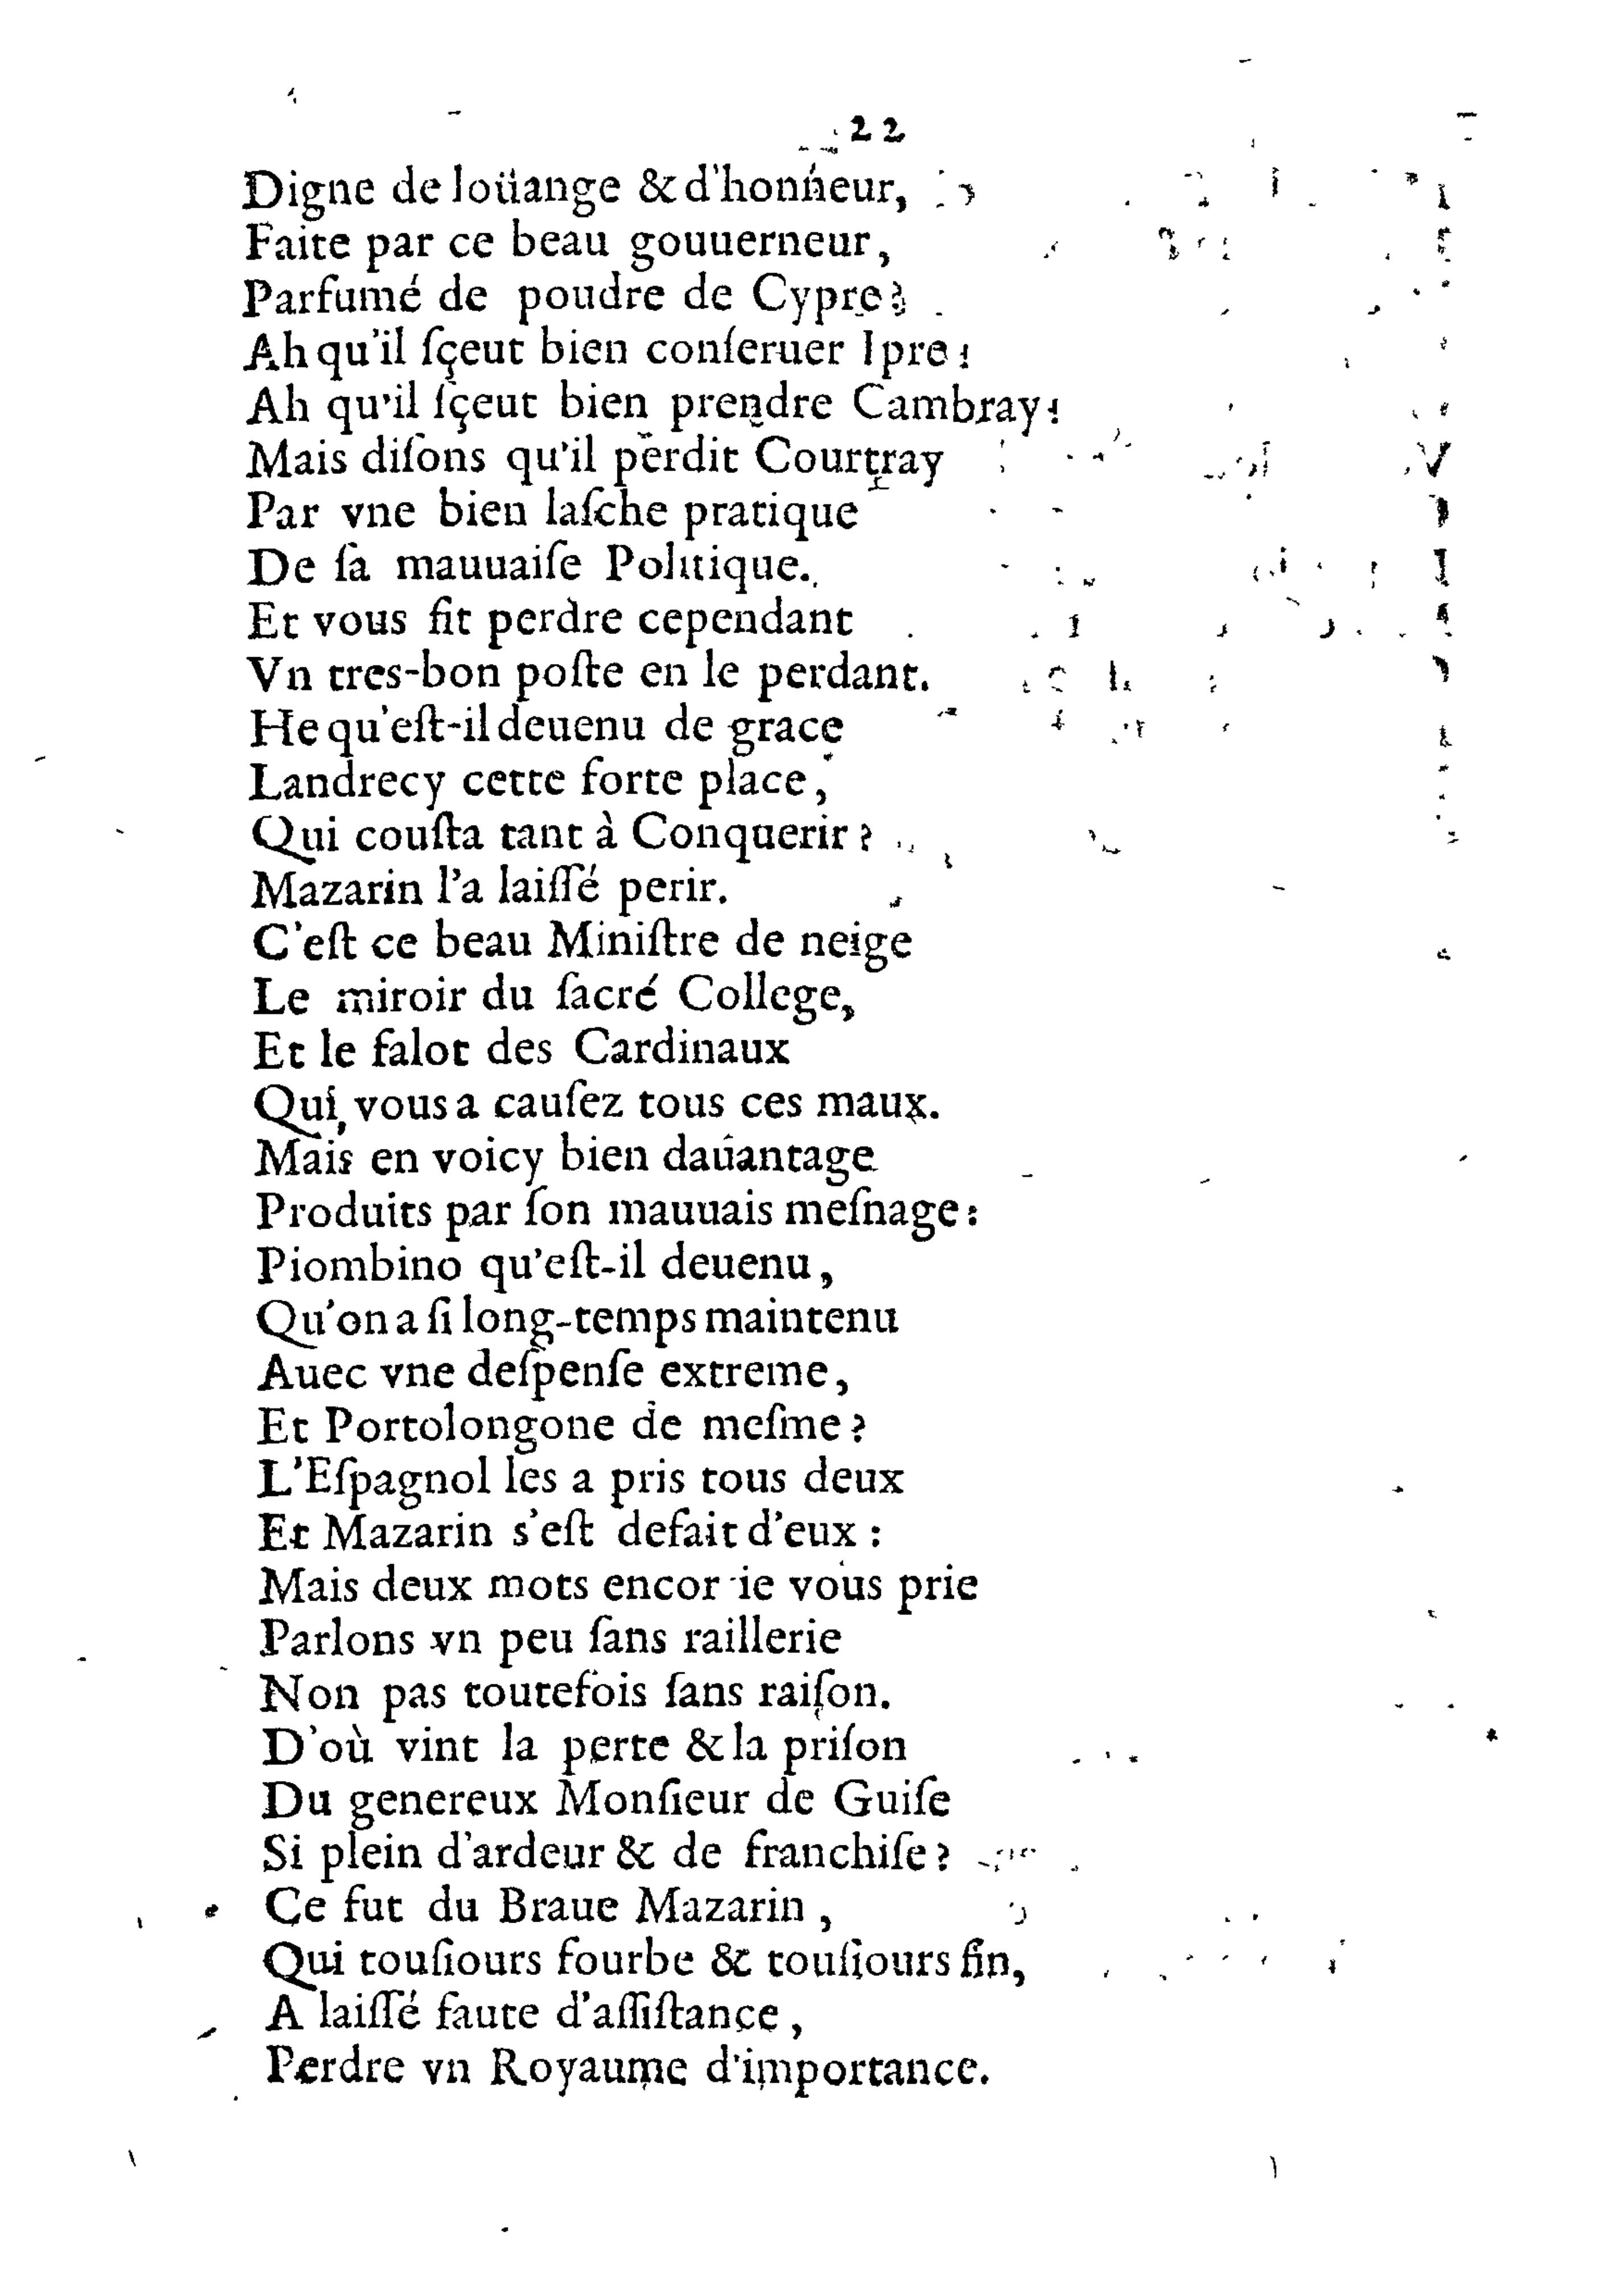 22
Digne de loüange & d'honneur,
Faite par ce beau gouuerneur,
Parfumé de poudre de Cypre?
Ah qu'il ſçeut bien conſeruer Ipre!
Ah qu'il ſçeut bien prendre Cambray!
Mais diſons qu'il perdit Courtray
Par vne bien laſche pratique
De ſa mauuaiſe Politique.
Et vous fit perdre cependant
Vn tres-bon poſte en le perdant.
He qu'eſt-il deuenu de grace
Landrecy cette forte place,
Qui couſta tant à Conquerir?
Mazarin l'a laiſſé perir.
C'eſt ce beau Miniſtre de neige
Le miroir du ſacré College,
Et le falot des Cardinaux
Qui, vous a cauſez tous ces maux.
Mais en voicy bien dauantage
Produits par ſon mauuais meſnage:
Piombino qu'eſt-il deuenu,
Qu'on a ſi long-temps maintenu
Auec vne deſpenſe extreme,
Et Portolongone de meſme?
L'Eſpagnol les a pris tous deux
Et Mazarin s'eſt defait d'eux:
Mais deux mots encor ie vous prie
Parlons vn peu ſans raillerie
Non pas toutefois ſans raiſon.
D'où vint la perte & la priſon
Du genereux Monſieur de Guiſe
Si plein d'ardeur & de franchiſe?
Ce fut du Braue Mazarin,
Qui touſiours fourbe & touſiours fin,
A laiſſé faute d'aſſiſtance,
Perdre vn Royaume d'importance.